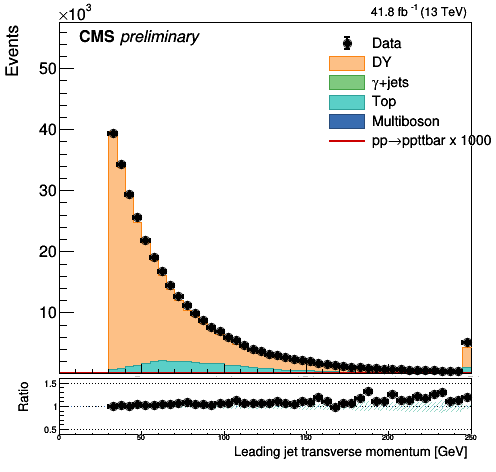 ×10³
41.8 fb⁻¹ (13 TeV)
CMS preliminary
Events
50
40
30
20
10
Data
DY
γ+jets
Top
Multiboson
pp→ppttbar x 1000
Ratio
1.5
1
0.5
0 50 100 150 200 250
Leading jet transverse momentum [GeV]